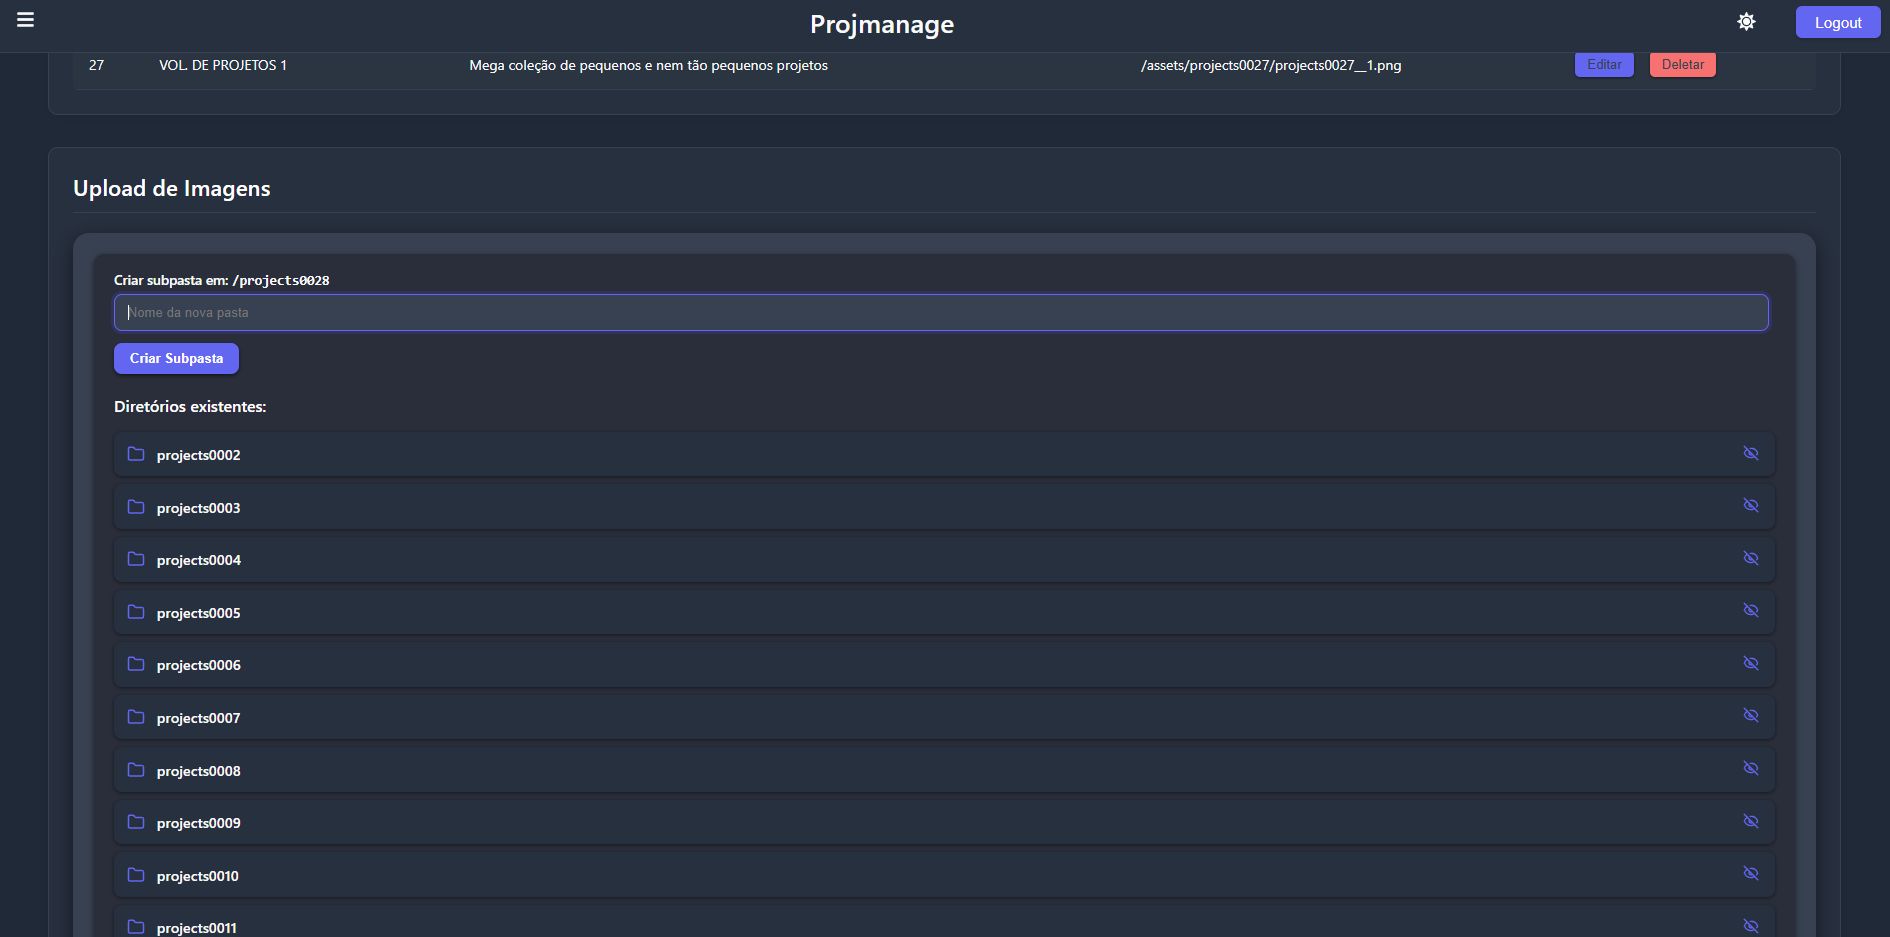 Projmanage
Logout
27 VOL. DE PROJETOS 1 Mega coleção de pequenos e nem tão pequenos projetos /assets/projects0027/projects0027__1.png Editar Deletar
Upload de Imagens
Criar subpasta em: /projects0028
Nome da nova pasta
Criar Subpasta
Diretórios existentes:
projects0002
projects0003
projects0004
projects0005
projects0006
projects0007
projects0008
projects0009
projects0010
projects0011